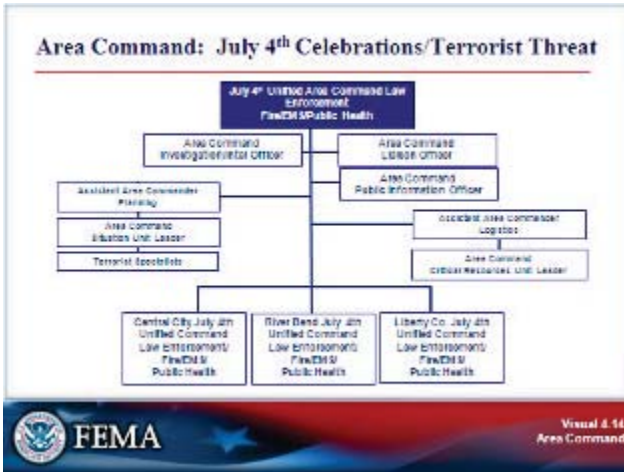 Area Command: July 4th Celebrations/Terrorist Threat
July 4th Unified Area Command Law
Enforcement
Fire/EMS/Public Health
Area Command
Investigation/Intel Officer
Area Command
Liaison Officer
Area Command
Public Information Officer
Assistant Area Commander
Planning
Area Command
Situation Unit Leader
Terrorist Specialists
Assistant Area Commander
Logistics
Area Command
Critical Resources Unit Leader
Central City July 4th
Unified Command
Law Enforcement/
Fire/EMS/
Public Health
River Bend July 4th
Unified Command
Law Enforcement/
Fire/EMS/
Public Health
Liberty Co. July 4th
Unified Command
Law Enforcement/
Fire/EMS/
Public Health
FEMA
Visual 4.14
Area Command